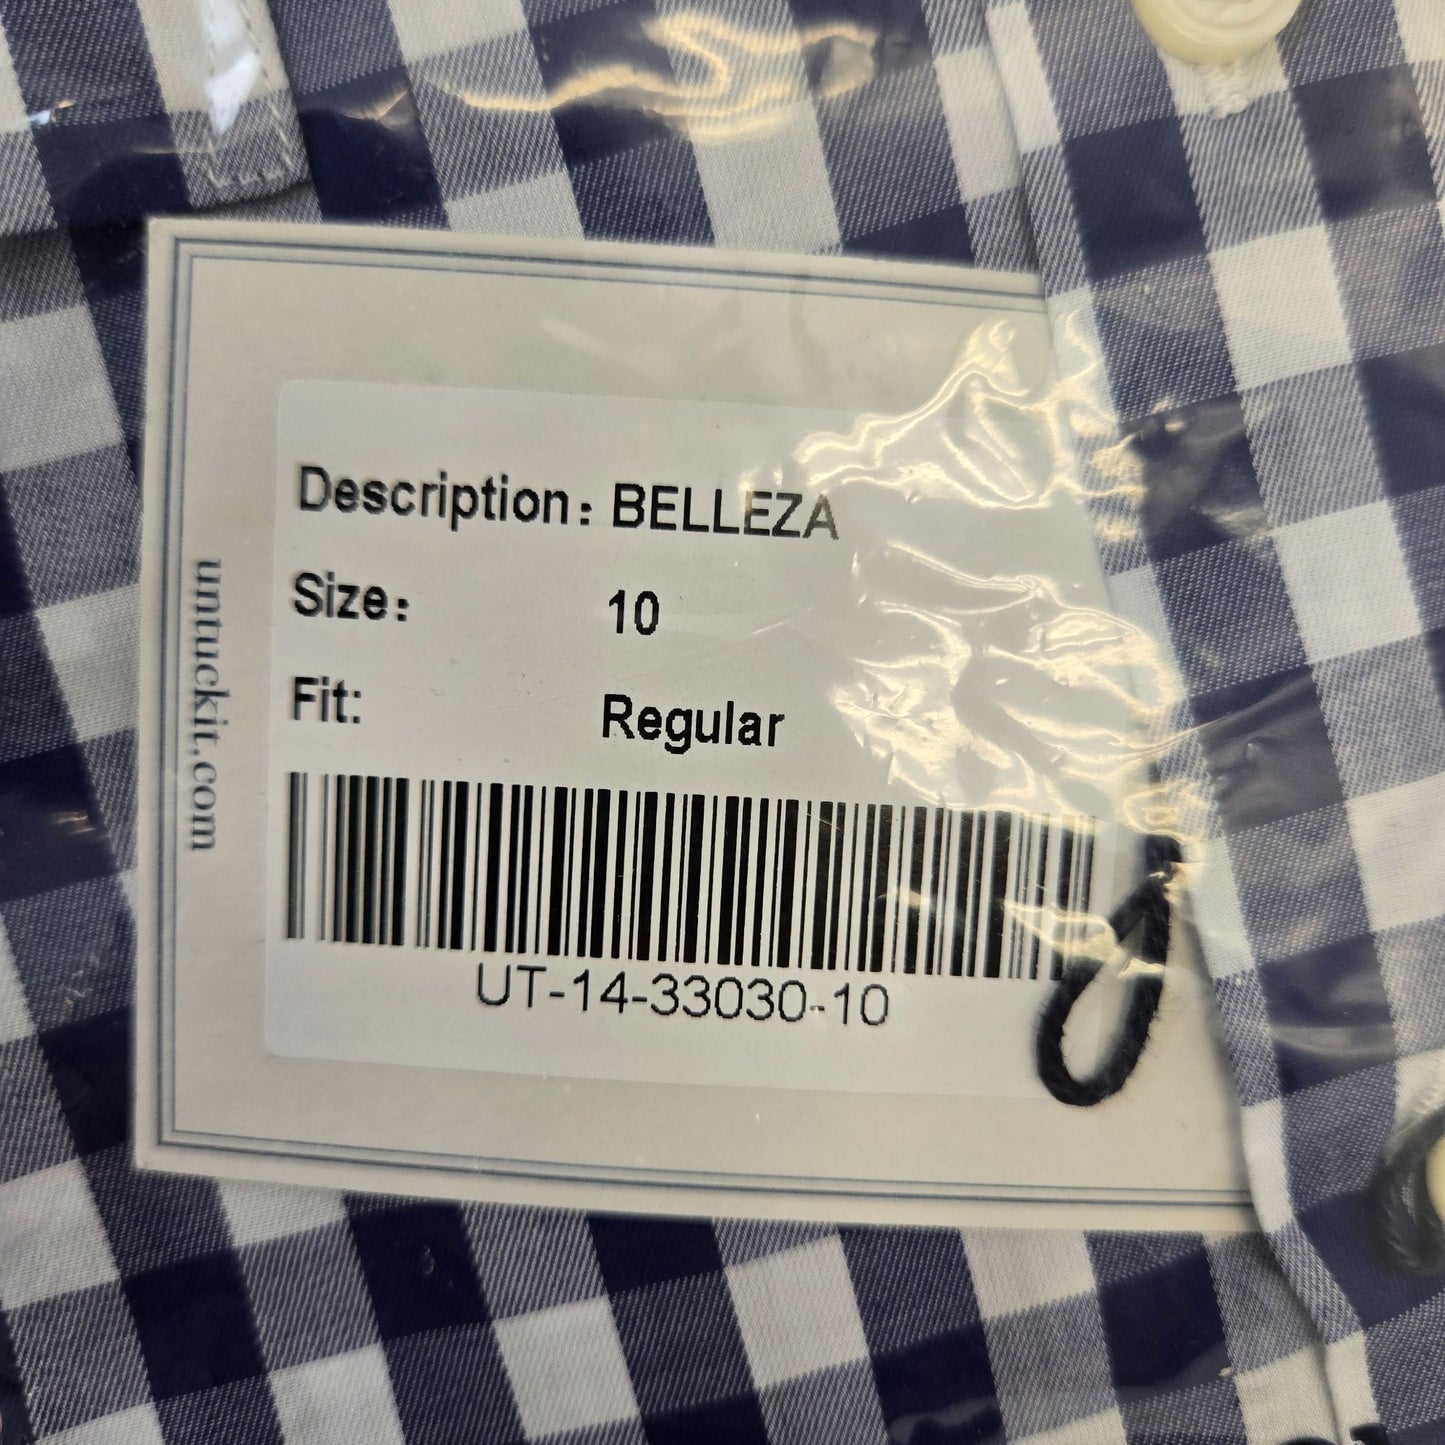 Description: BELLEZA
Size: 10
Fit: Regular
UT-14-33030-10
untuckit.com